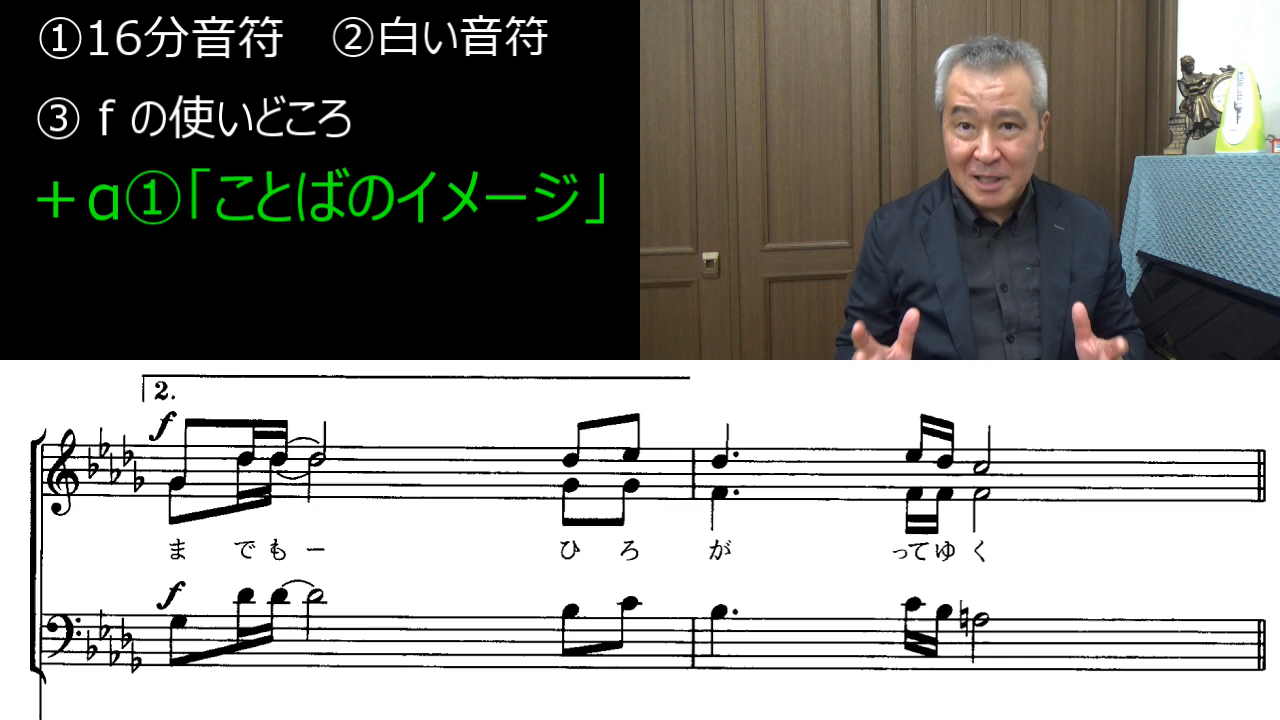 ①16分音符 ②白い音符
③ f の使いどころ
+α①「ことばのイメージ」
2.
f
ま でもー ひ ろ が ってゆ く
f